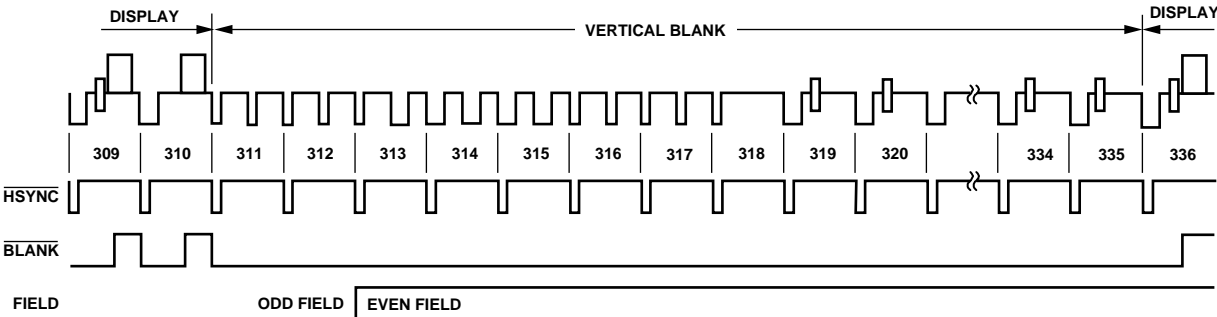 DISPLAY VERTICAL BLANK DISPLAY
309 310 311 312 313 314 315 316 317 318 319 320 334 335 336
HSYNC
BLANK
FIELD ODD FIELD EVEN FIELD